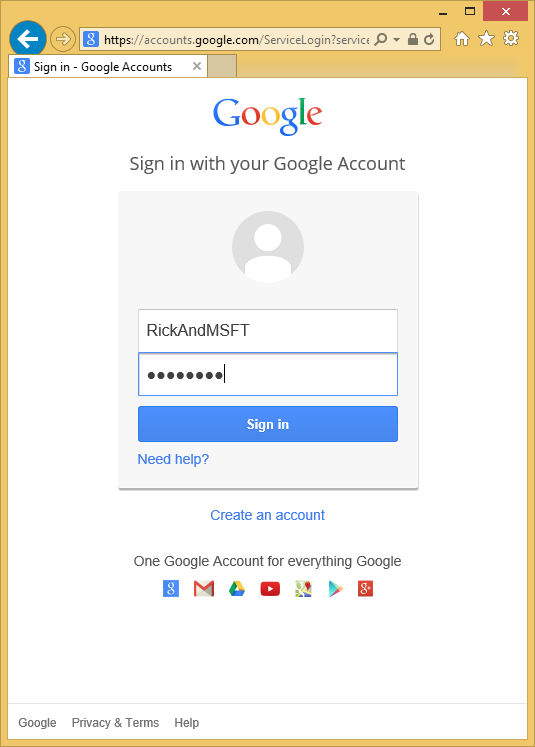 https://accounts.google.com/ServiceLogin?service
Sign in - Google Accounts
Google
Sign in with your Google Account
RickAndMSFT
Sign in
Need help?
Create an account
One Google Account for everything Google
Google Privacy & Terms Help